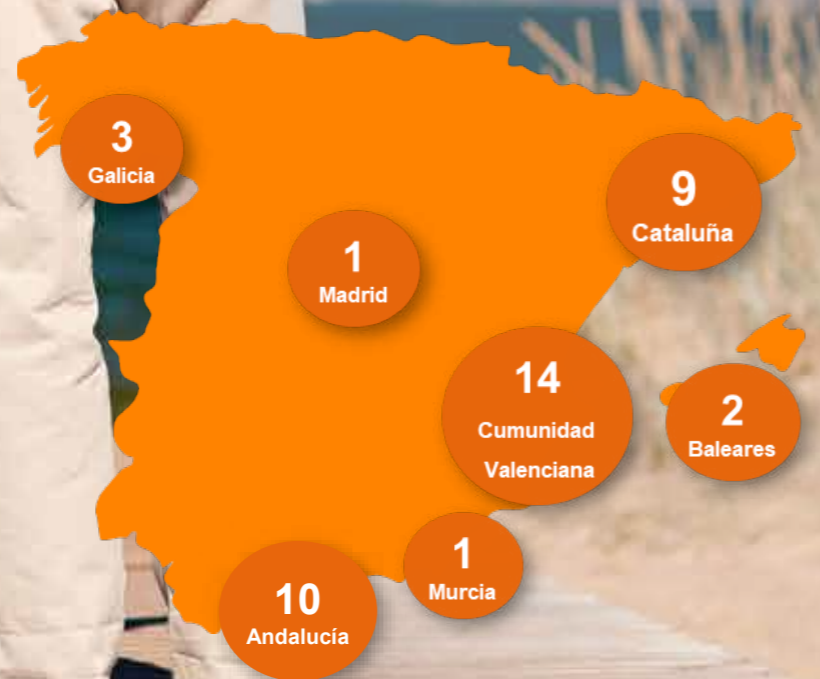 3
Galicia
9
Cataluña
1
Madrid
14
Cumunidad
Valenciana
2
Baleares
1
Murcia
10
Andalucía